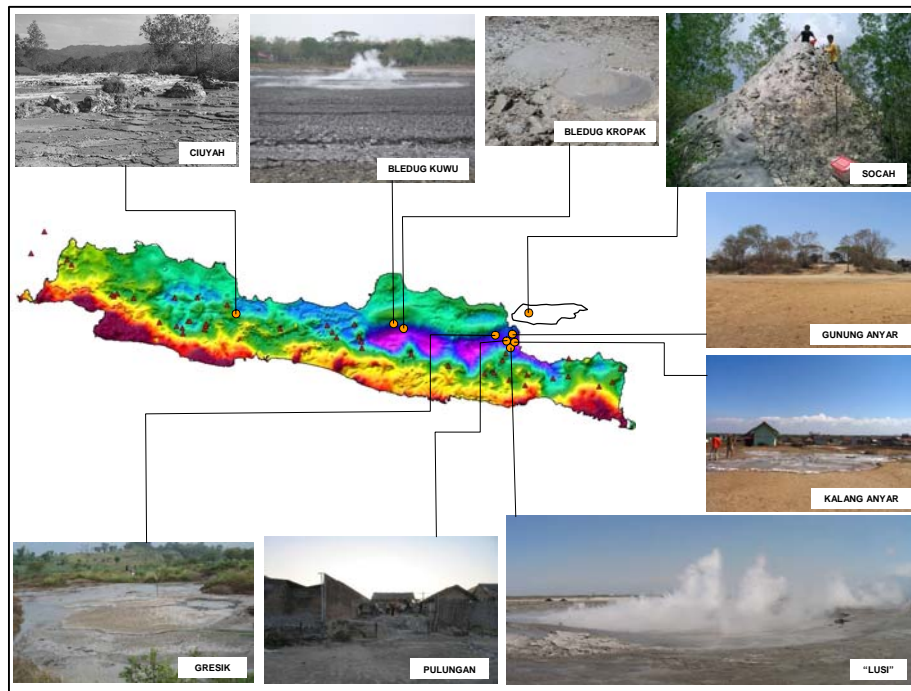 CIUYAH
BLEDUG KUWU
BLEDUG KROPAK
SOCAH
GUNUNG ANYAR
KALANG ANYAR
GRESIK
PULUNGAN
"LUSI"